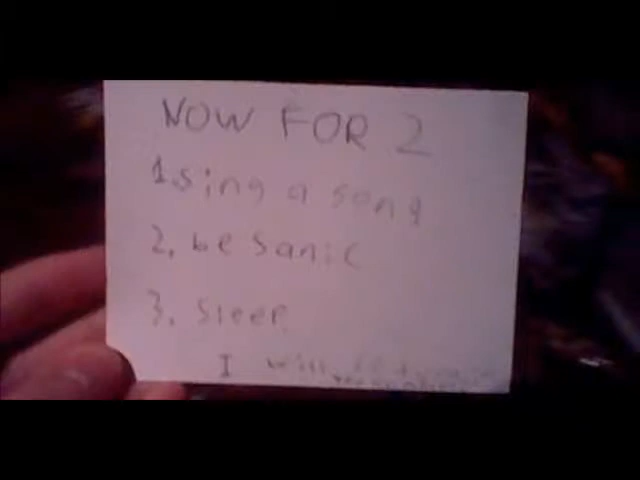 NOW FOR 2
1. sing a song
2. be sanic
3. sleep
I will